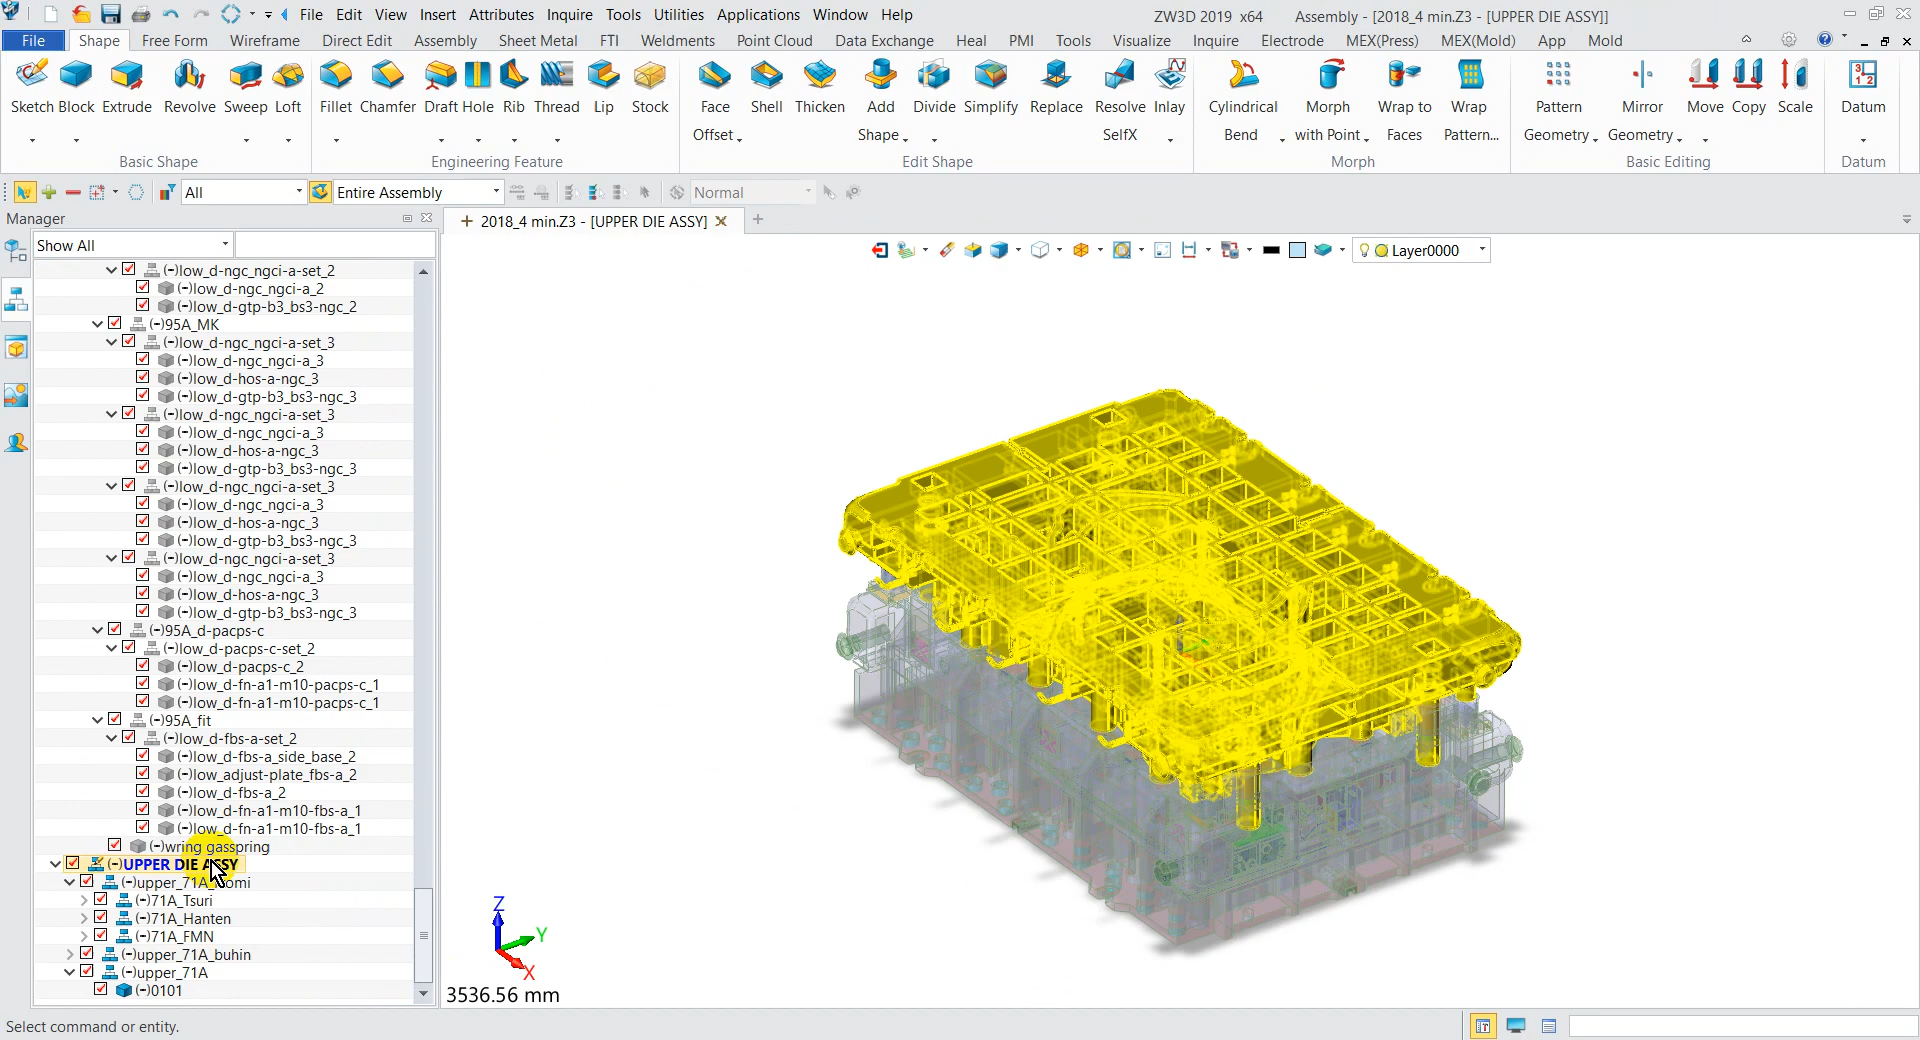 File Edit View Insert Attributes Inquire Tools Utilities Applications Window Help
ZW3D 2019 x64 Assembly - [2018_4 min.Z3 - [UPPER DIE ASSY]]
File Shape Free Form Wireframe Direct Edit Assembly Sheet Metal FTI Weldments Point Cloud Data Exchange Heal PMI Tools Visualize Inquire Electrode MEX(Press) MEX(Mold) App Mold
Sketch Block Extrude Revolve Sweep Loft Fillet Chamfer Draft Hole Rib Thread Lip Stock Face Shell Thicken Add Divide Simplify Replace Resolve Inlay Cylindrical Morph Wrap to Wrap Pattern Mirror Move Copy Scale Datum
Offset Shape SelfX Bend with Point Faces Pattern... Geometry Geometry
Basic Shape Engineering Feature Edit Shape Morph Basic Editing Datum
All Entire Assembly Normal
Manager
2018_4 min.Z3 - [UPPER DIE ASSY]
Show All
Layer0000
(-)low_d-ngc_ngci-a-set_2
(-)low_d-ngc_ngci-a_2
(-)low_d-gtp-b3_bs3-ngc_2
(-)95A_MK
(-)low_d-ngc_ngci-a-set_3
(-)low_d-ngc_ngci-a_3
(-)low_d-hos-a-ngc_3
(-)low_d-gtp-b3_bs3-ngc_3
(-)low_d-ngc_ngci-a-set_3
(-)low_d-ngc_ngci-a_3
(-)low_d-hos-a-ngc_3
(-)low_d-gtp-b3_bs3-ngc_3
(-)low_d-ngc_ngci-a-set_3
(-)low_d-ngc_ngci-a_3
(-)low_d-hos-a-ngc_3
(-)low_d-gtp-b3_bs3-ngc_3
(-)low_d-ngc_ngci-a-set_3
(-)low_d-ngc_ngci-a_3
(-)low_d-hos-a-ngc_3
(-)low_d-gtp-b3_bs3-ngc_3
(-)95A_d-pacps-c
(-)low_d-pacps-c-set_2
(-)low_d-pacps-c_2
(-)low_d-fn-a1-m10-pacps-c_1
(-)low_d-fn-a1-m10-pacps-c_1
(-)95A_fit
(-)low_d-fbs-a-set_2
(-)low_d-fbs-a_side_base_2
(-)low_adjust-plate_fbs-a_2
(-)low_d-fbs-a_2
(-)low_d-fn-a1-m10-fbs-a_1
(-)low_d-fn-a1-m10-fbs-a_1
(-)wring gasspring
(-)UPPER DIE ASSY
(-)71A_Tsuri
(-)71A_Hanten
(-)71A_FMN
(-)upper_71A_buhin
(-)upper_71A
(-)0101
Z
Y
X
3536.56 mm
Select command or entity.